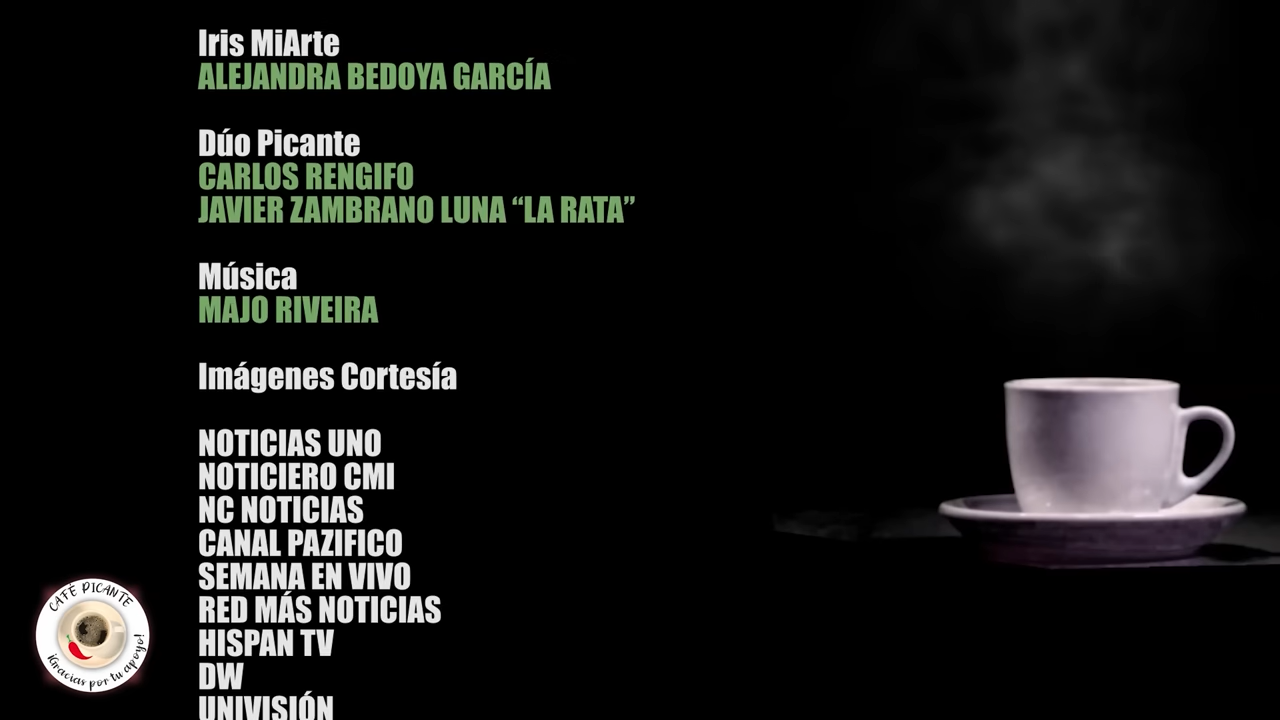 Iris MiArte
ALEJANDRA BEDOYA GARCÍA
Dúo Picante
CARLOS RENGIFO
JAVIER ZAMBRANO LUNA “LA RATA”
Música
MAJO RIVEIRA
Imágenes Cortesía
NOTICIAS UNO
NOTICIERO CMI
NC NOTICIAS
CANAL PAZIFICO
SEMANA EN VIVO
RED MÁS NOTICIAS
HISPAN TV
DW
UNIVISIÓN
CAFÉ PICANTE
¡Gracias por tu apoyo!